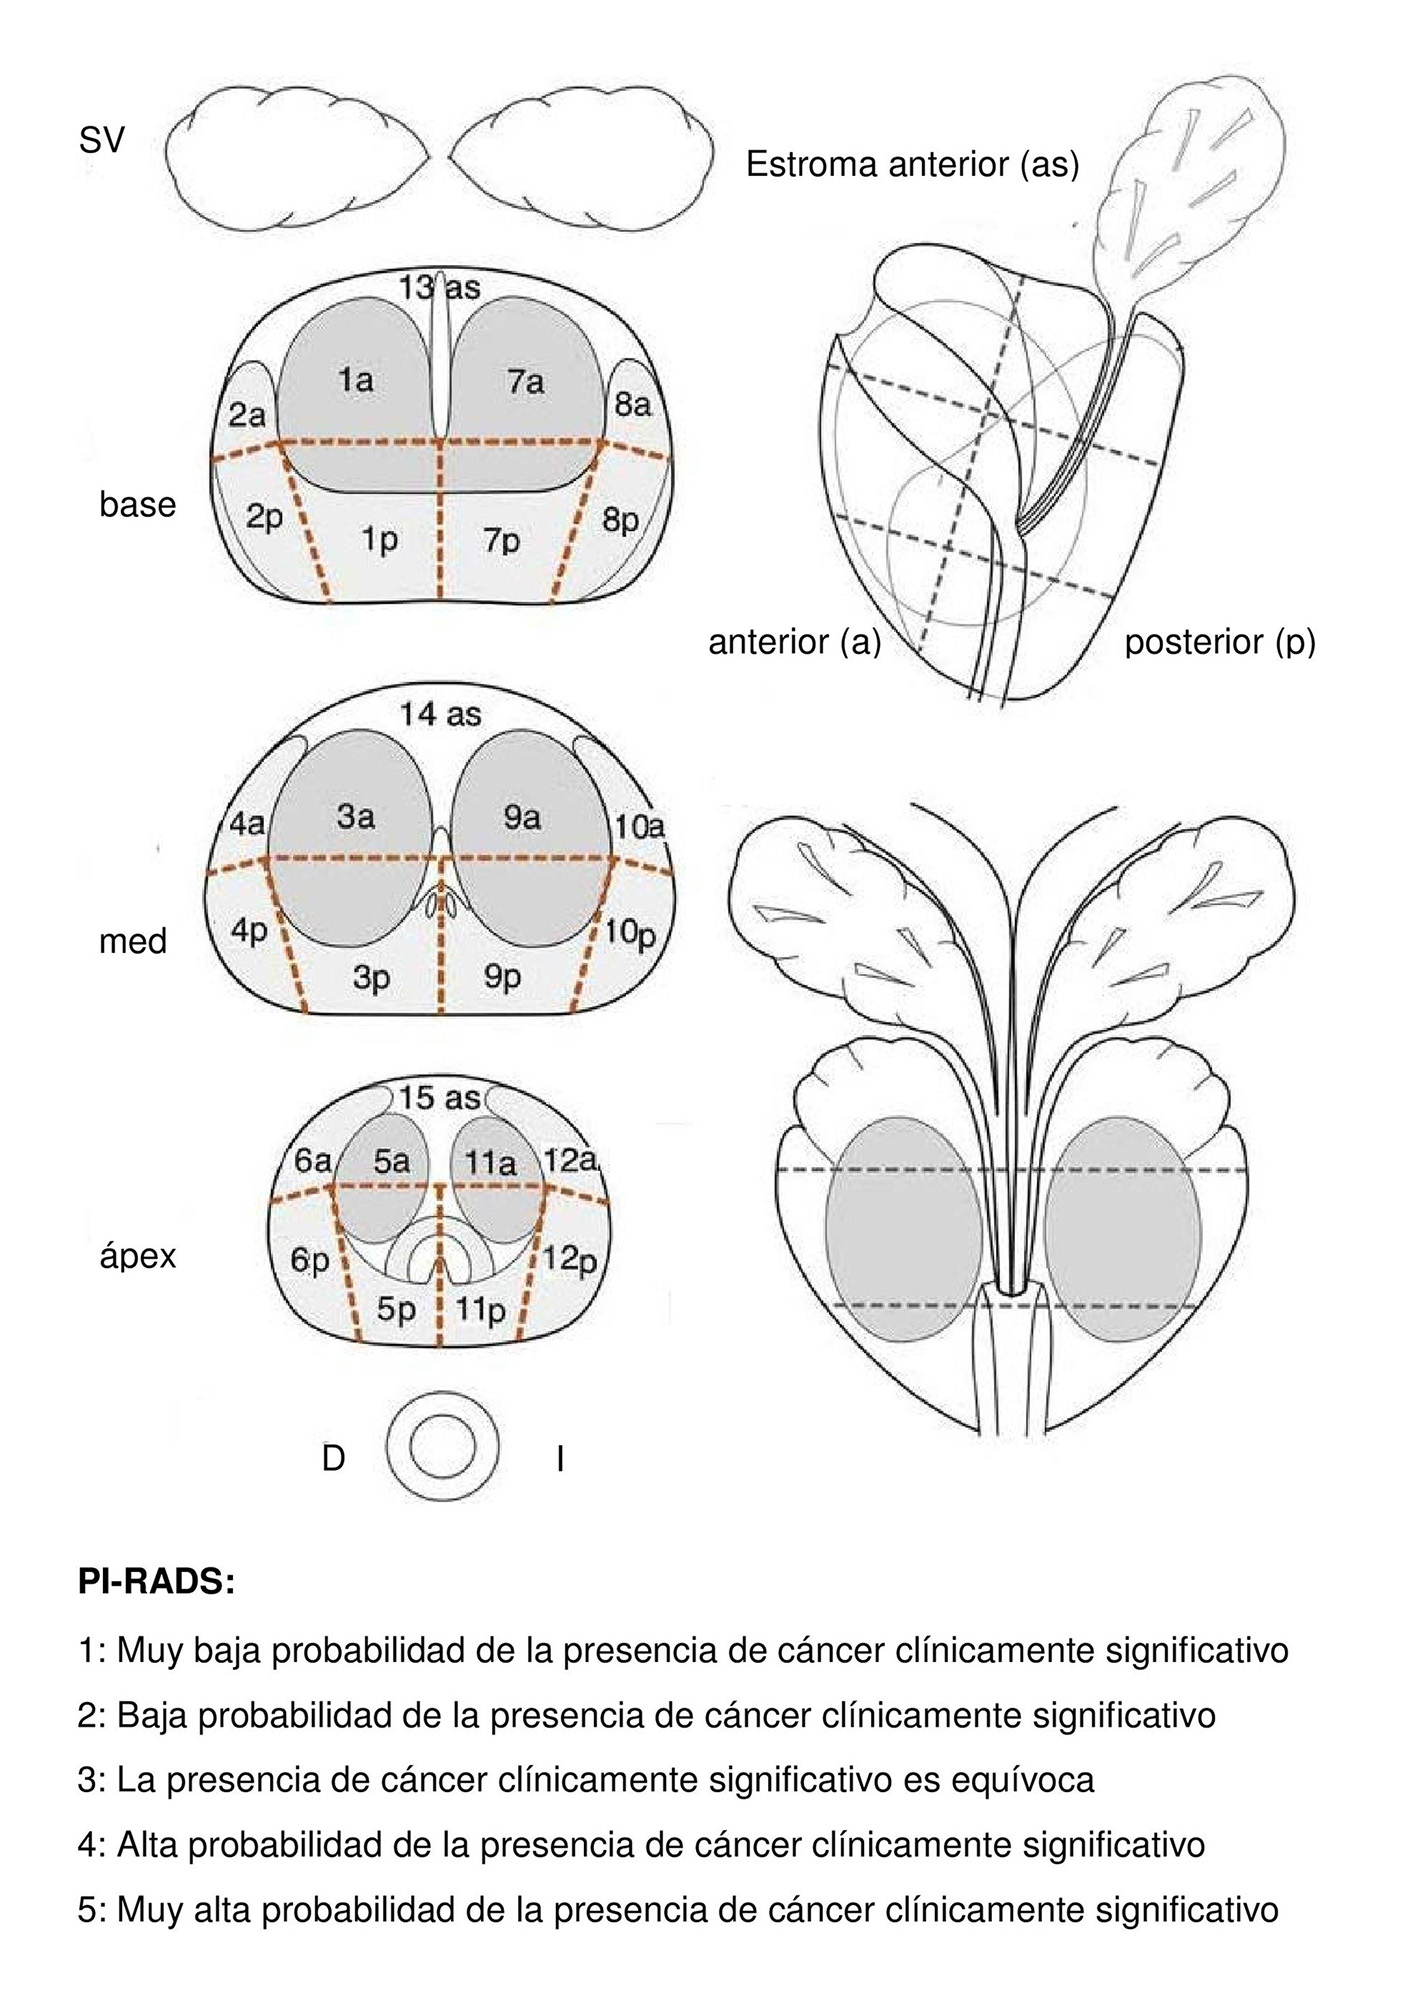 SV
Estroma anterior (as)
13 as
1a
7a
2a
8a
base
2p
1p
7p
8p
anterior (a)
posterior (p)
14 as
4a
3a
9a
10a
med
4p
10p
3p
9p
15 as
6a
5a
11a
12a
ápex
6p
12p
5p
11p
D
I
PI-RADS:
1: Muy baja probabilidad de la presencia de cáncer clínicamente significativo
2: Baja probabilidad de la presencia de cáncer clínicamente significativo
3: La presencia de cáncer clínicamente significativo es equívoca
4: Alta probabilidad de la presencia de cáncer clínicamente significativo
5: Muy alta probabilidad de la presencia de cáncer clínicamente significativo